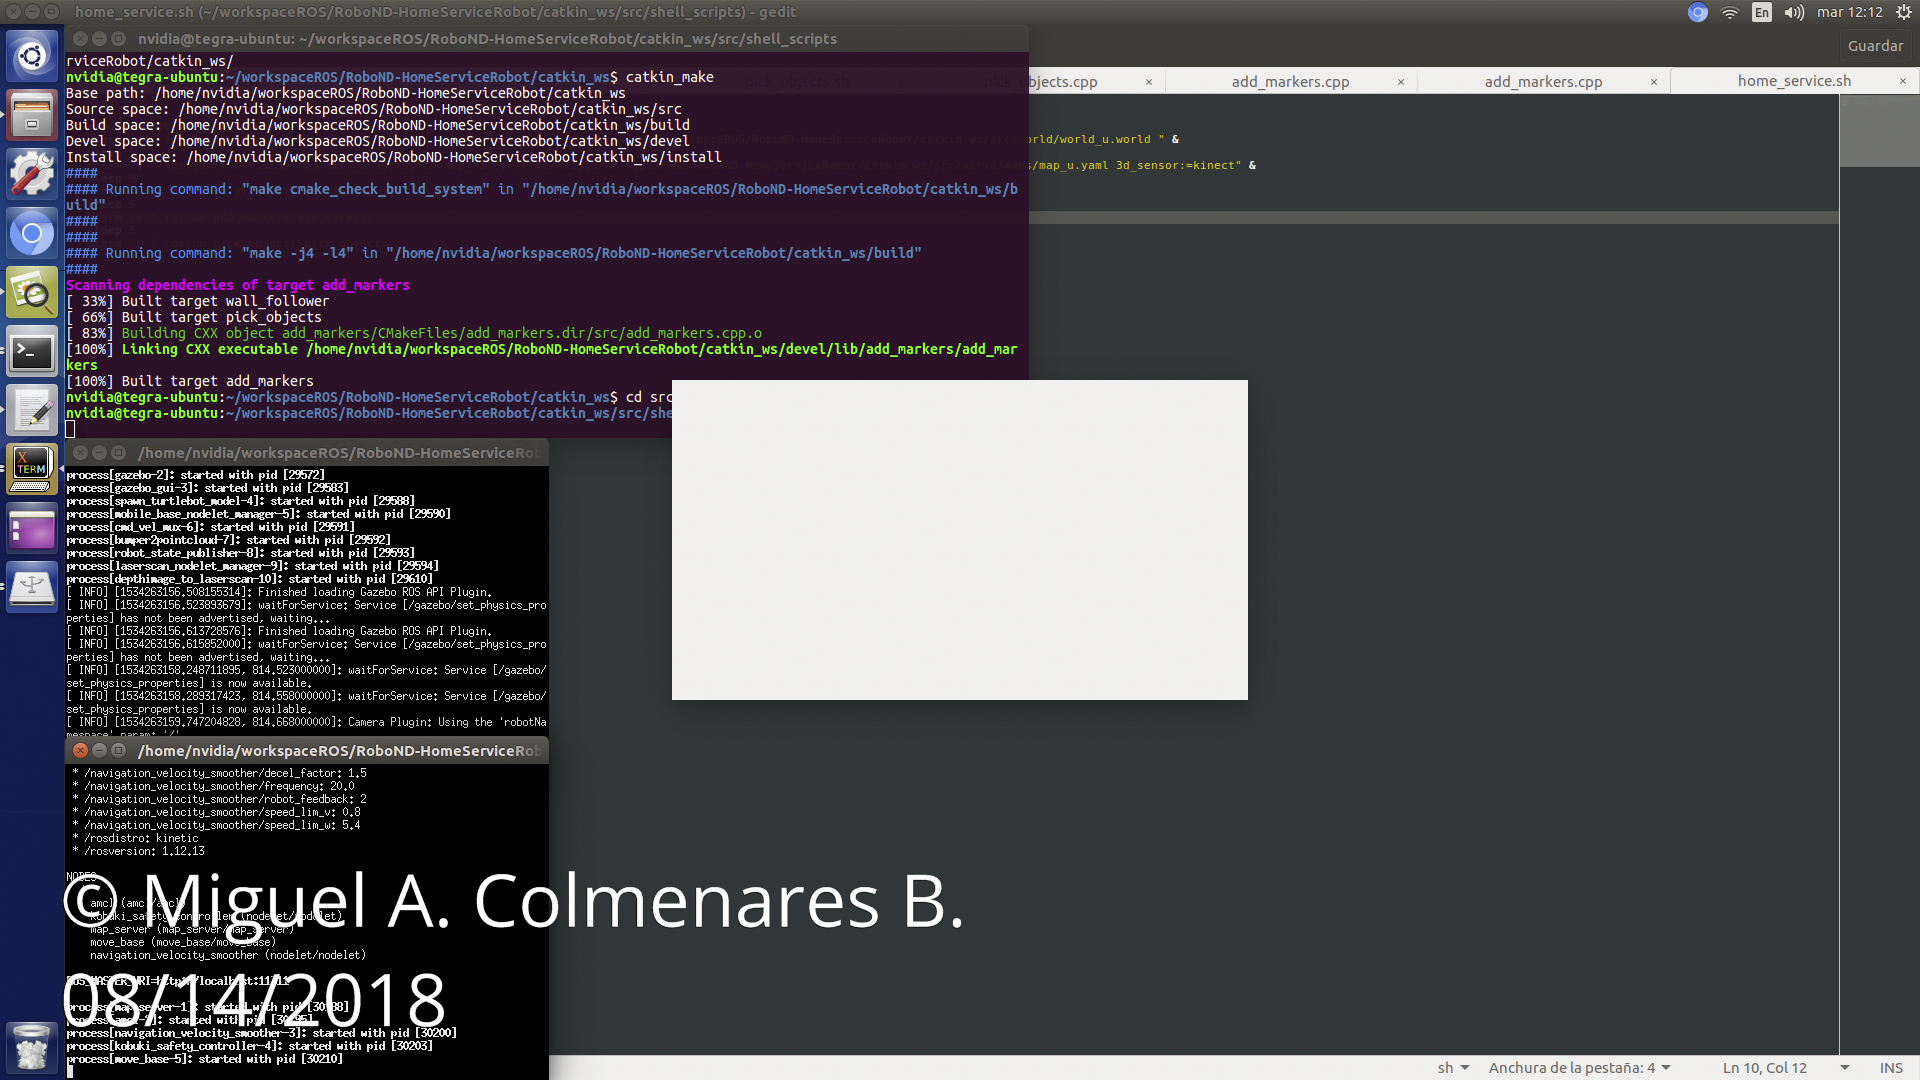 home_service.sh (~/workspaceROS/RoboND-HomeServiceRobot/catkin_ws/src/shell_scripts) - gedit
En
mar 12:12
Guardar
nvidia@tegra-ubuntu: ~/workspaceROS/RoboND-HomeServiceRobot/catkin_ws/src/shell_scripts
pick_objects.sh
pick_objects.cpp
add_markers.cpp
add_markers.cpp
home_service.sh
rviceRobot/catkin_ws/
nvidia@tegra-ubuntu:~/workspaceROS/RoboND-HomeServiceRobot/catkin_ws$ catkin_make
Base path: /home/nvidia/workspaceROS/RoboND-HomeServiceRobot/catkin_ws
Source space: /home/nvidia/workspaceROS/RoboND-HomeServiceRobot/catkin_ws/src
Build space: /home/nvidia/workspaceROS/RoboND-HomeServiceRobot/catkin_ws/build
Devel space: /home/nvidia/workspaceROS/RoboND-HomeServiceRobot/catkin_ws/devel
Install space: /home/nvidia/workspaceROS/RoboND-HomeServiceRobot/catkin_ws/install
####
#### Running command: "make cmake_check_build_system" in "/home/nvidia/workspaceROS/RoboND-HomeServiceRobot/catkin_ws/b
uild"
####
####
#### Running command: "make -j4 -l4" in "/home/nvidia/workspaceROS/RoboND-HomeServiceRobot/catkin_ws/build"
####
Scanning dependencies of target add_markers
[ 33%] Built target wall_follower
[ 66%] Built target pick_objects
[ 83%] Building CXX object add_markers/CMakeFiles/add_markers.dir/src/add_markers.cpp.o
[100%] Linking CXX executable /home/nvidia/workspaceROS/RoboND-HomeServiceRobot/catkin_ws/devel/lib/add_markers/add_mar
kers
[100%] Built target add_markers
nvidia@tegra-ubuntu:~/workspaceROS/RoboND-HomeServiceRobot/catkin_ws$ cd src
nvidia@tegra-ubuntu:~/workspaceROS/RoboND-HomeServiceRobot/catkin_ws/src/she
rld/world_u.world " &
/map_u.yaml 3d_sensor:=kinect" &
/home/nvidia/workspaceROS/RoboND-HomeServiceRob
process[gazebo-2]: started with pid [29572]
process[gazebo_gui-3]: started with pid [29583]
process[spawn_turtlebot_model-4]: started with pid [29588]
process[mobile_base_nodelet_manager-5]: started with pid [29590]
process[cmd_vel_mux-6]: started with pid [29591]
process[bumper2pointcloud-7]: started with pid [29592]
process[robot_state_publisher-8]: started with pid [29593]
process[laserscan_nodelet_manager-9]: started with pid [29594]
process[depthimage_to_laserscan-10]: started with pid [29610]
[ INFO] [1534263156.508155314]: Finished loading Gazebo ROS API Plugin.
[ INFO] [1534263156.523893679]: waitForService: Service [/gazebo/set_physics_pro
perties] has not been advertised, waiting...
[ INFO] [1534263156.613728576]: Finished loading Gazebo ROS API Plugin.
[ INFO] [1534263156.615852000]: waitForService: Service [/gazebo/set_physics_pro
perties] has not been advertised, waiting...
[ INFO] [1534263158.248711895, 814.523000000]: waitForService: Service [/gazebo/
set_physics_properties] is now available.
[ INFO] [1534263158.289317423, 814.558000000]: waitForService: Service [/gazebo/
set_physics_properties] is now available.
[ INFO] [1534263159.747204828, 814.668000000]: Camera Plugin: Using the 'robotNa
mespace' param: '/'
/home/nvidia/workspaceROS/RoboND-HomeServiceRob
* /navigation_velocity_smoother/decel_factor: 1.5
* /navigation_velocity_smoother/frequency: 20.0
* /navigation_velocity_smoother/robot_feedback: 2
* /navigation_velocity_smoother/speed_lim_v: 0.8
* /navigation_velocity_smoother/speed_lim_w: 5.4
* /rosdistro: kinetic
* /rosversion: 1.12.13
NODES
amcl (amcl/amcl)
kobuki_safety_controller (nodelet/nodelet)
map_server (map_server/map_server)
move_base (move_base/move_base)
navigation_velocity_smoother (nodelet/nodelet)
ROS_MASTER_URI=http://localhost:11311
process[map_server-1]: started with pid [30188]
process[amcl-2]: started with pid [30195]
process[navigation_velocity_smoother-3]: started with pid [30200]
process[kobuki_safety_controller-4]: started with pid [30203]
process[move_base-5]: started with pid [30210]
© Miguel A. Colmenares B.
08/14/2018
X
TERM
sh
Anchura de la pestaña: 4
Ln 10, Col 12
INS